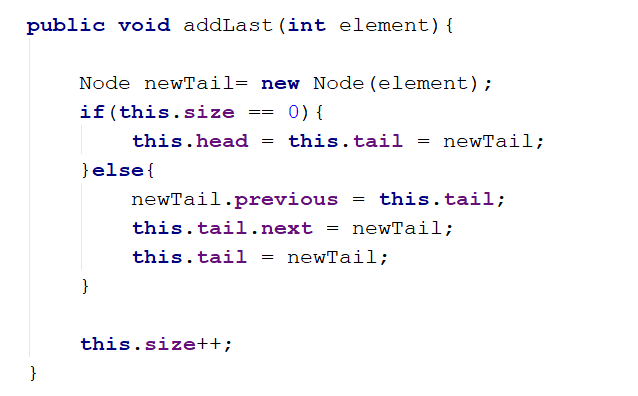 public void addLast(int element){
Node newTail= new Node(element);
if(this.size == 0){
this.head = this.tail = newTail;
}else{
newTail.previous = this.tail;
this.tail.next = newTail;
this.tail = newTail;
}
this.size++;
}